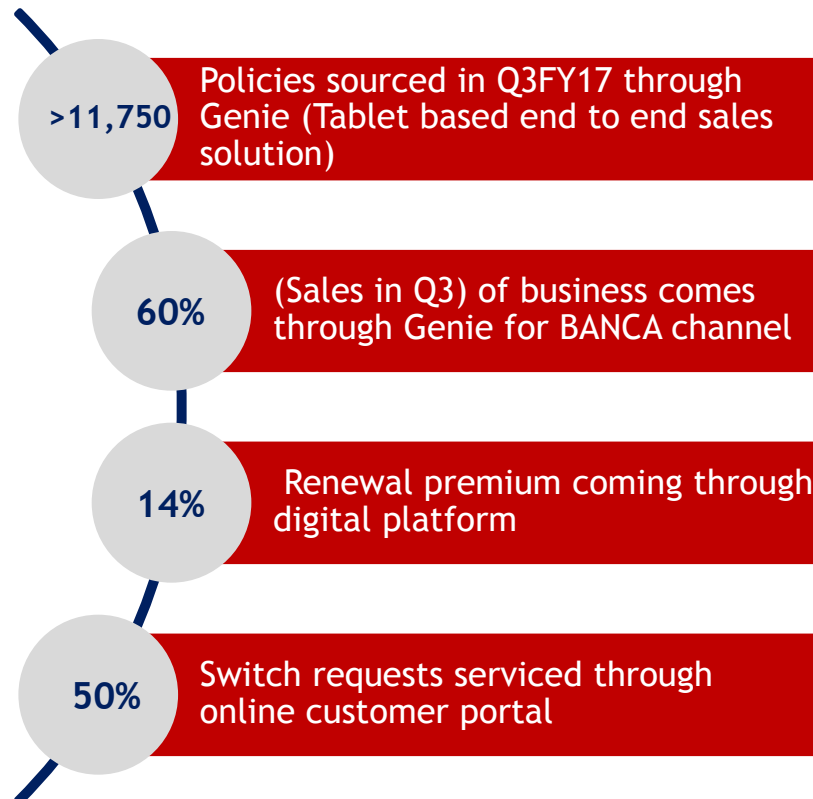 >11,750
Policies sourced in Q3FY17 through
Genie (Tablet based end to end sales
solution)
60%
(Sales in Q3) of business comes
through Genie for BANCA channel
14%
Renewal premium coming through
digital platform
50%
Switch requests serviced through
online customer portal